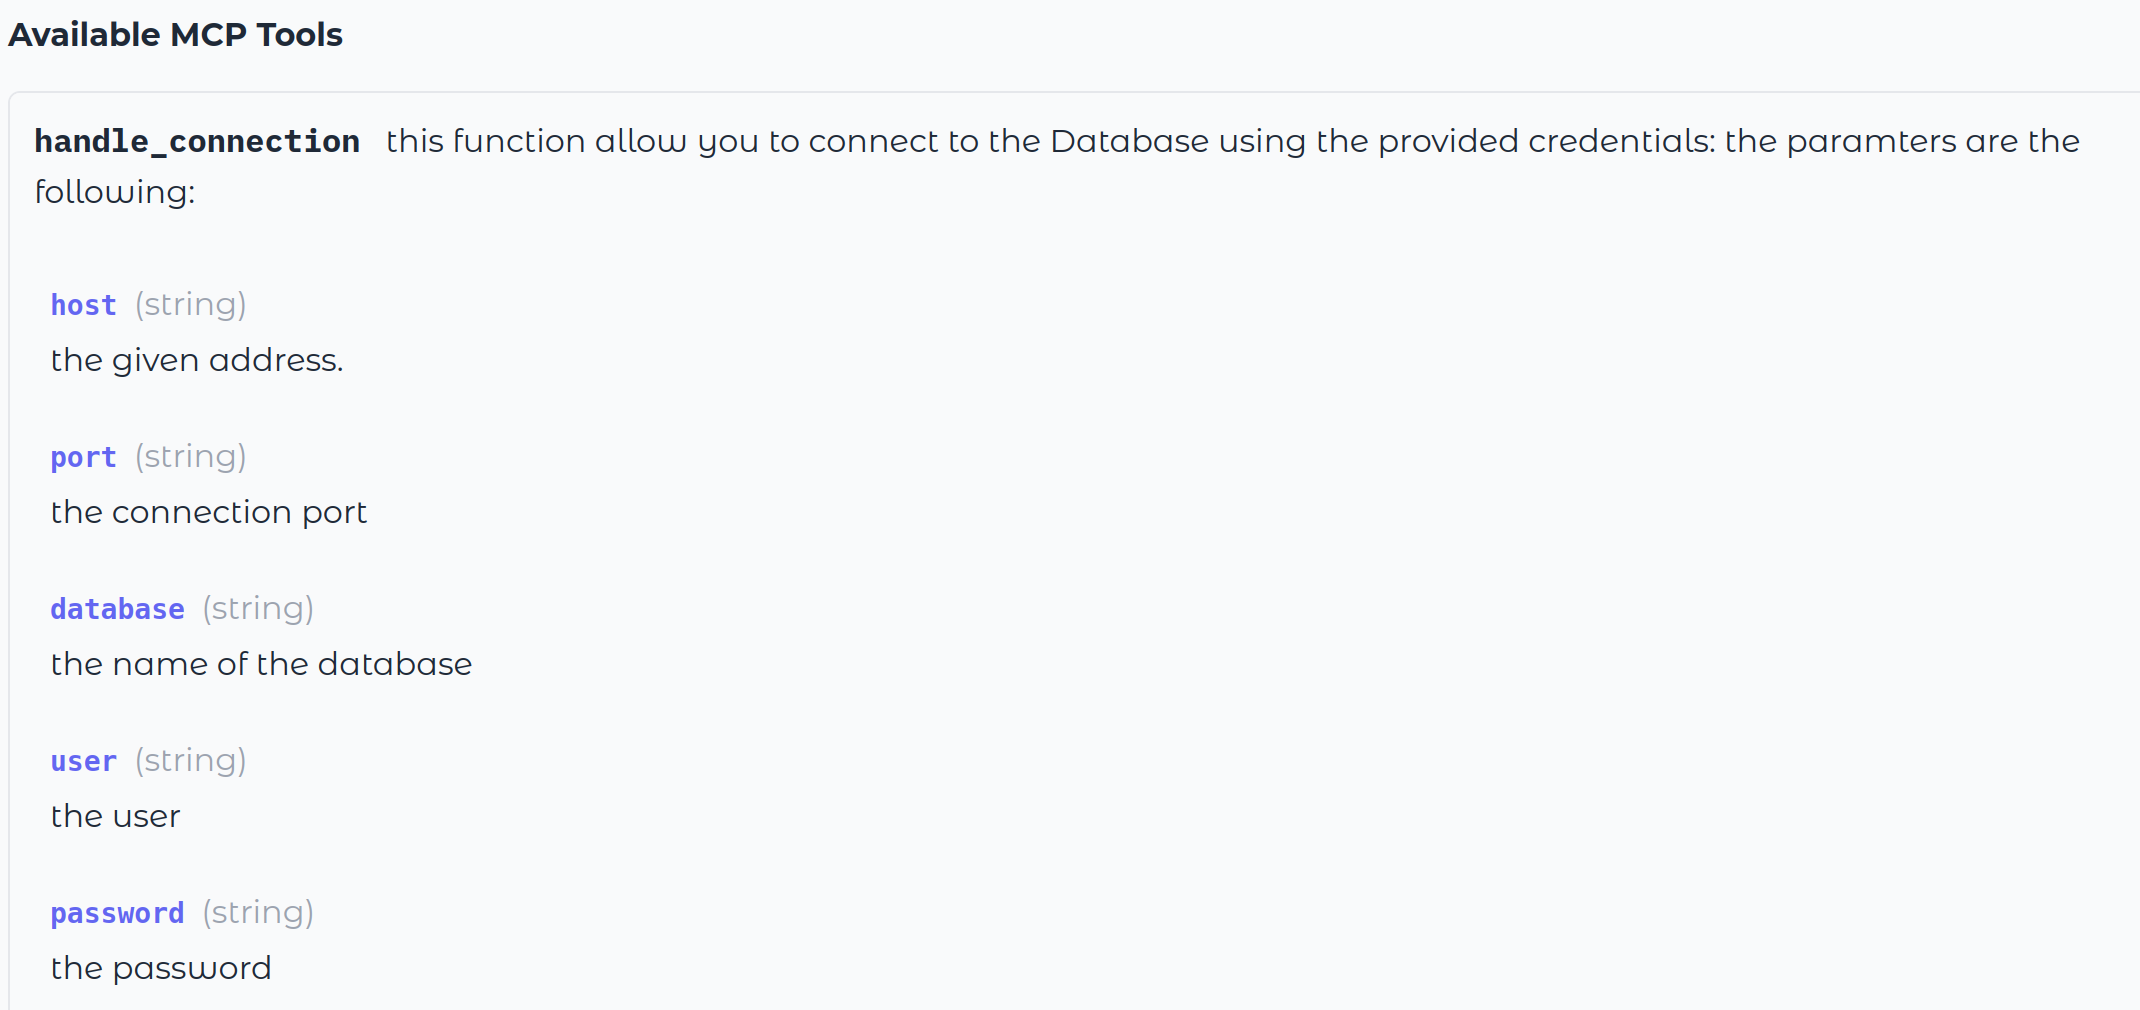 Available MCP Tools
handle_connection this function allow you to connect to the Database using the provided credentials: the paramters are the
following:
host (string)
the given address.
port (string)
the connection port
database (string)
the name of the database
user (string)
the user
password (string)
the password